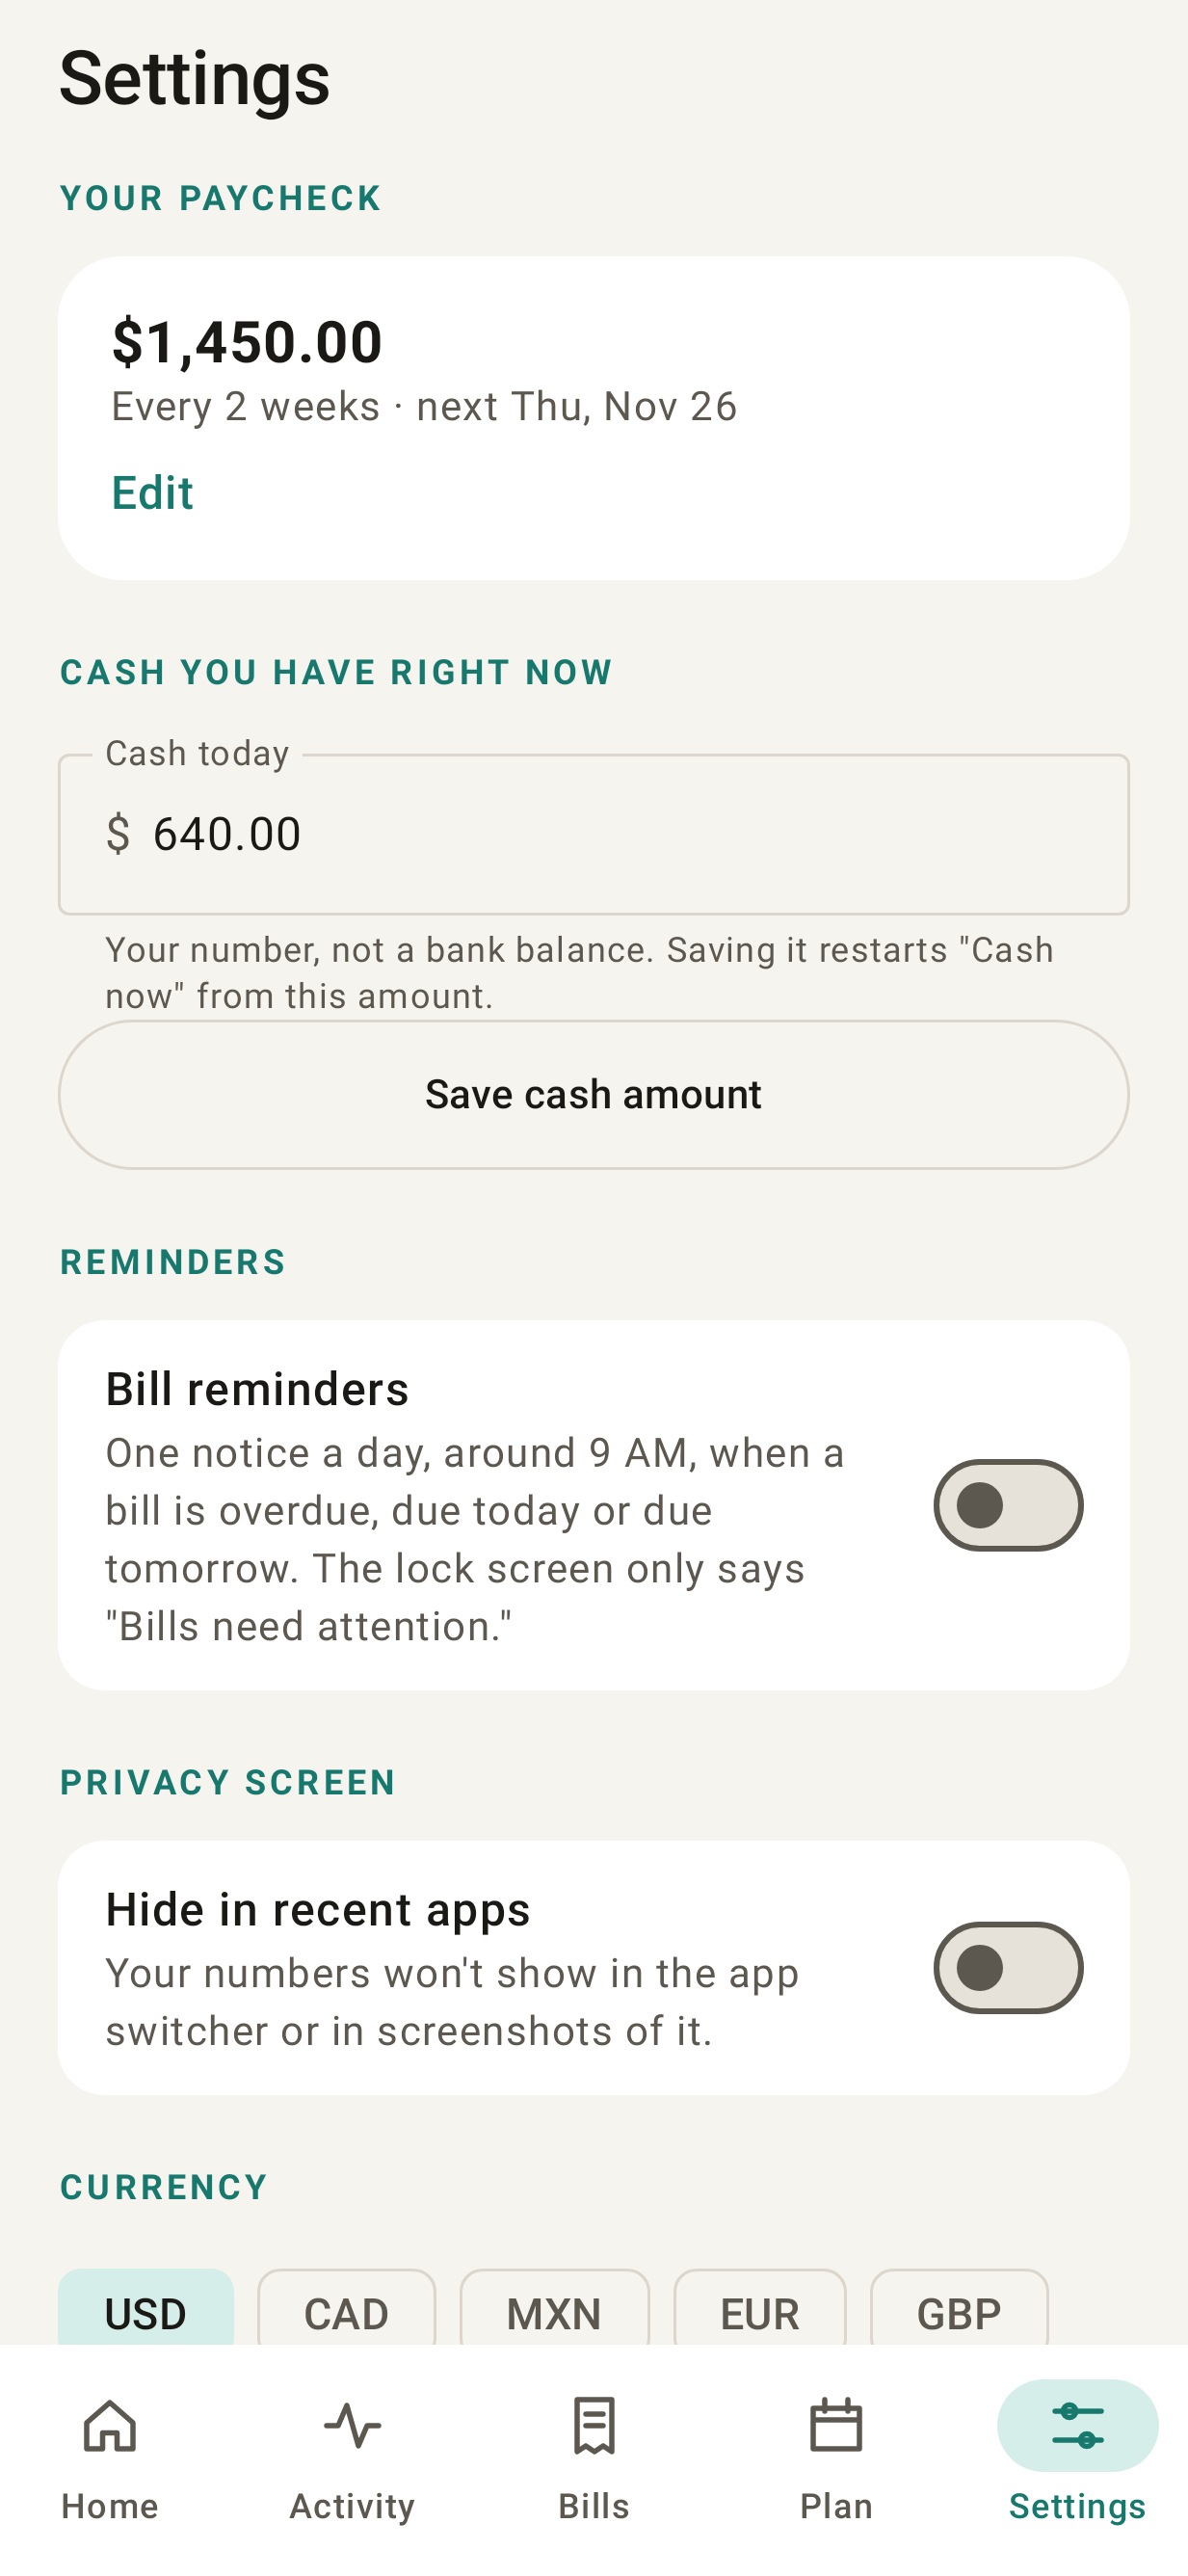 Settings
YOUR PAYCHECK
$1,450.00
Every 2 weeks · next Thu, Nov 26
Edit
CASH YOU HAVE RIGHT NOW
Cash today
$ 640.00
Your number, not a bank balance. Saving it restarts "Cash
now" from this amount.
Save cash amount
REMINDERS
Bill reminders
One notice a day, around 9 AM, when a
bill is overdue, due today or due
tomorrow. The lock screen only says
"Bills need attention."
PRIVACY SCREEN
Hide in recent apps
Your numbers won't show in the app
switcher or in screenshots of it.
CURRENCY
USD CAD MXN EUR GBP
Home Activity Bills Plan Settings